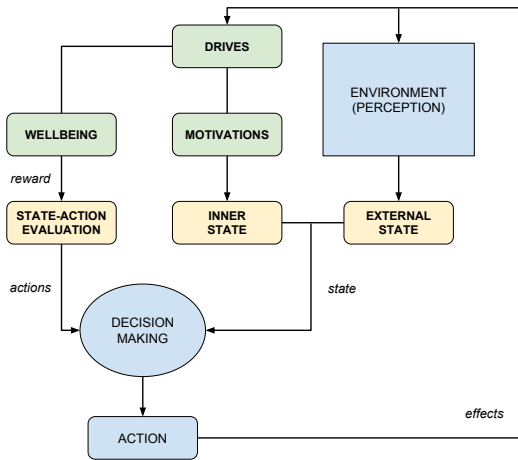 DRIVES
ENVIRONMENT
(PERCEPTION)
WELLBEING
MOTIVATIONS
reward
STATE-ACTION
EVALUATION
INNER
STATE
EXTERNAL
STATE
actions
state
DECISION
MAKING
effects
ACTION